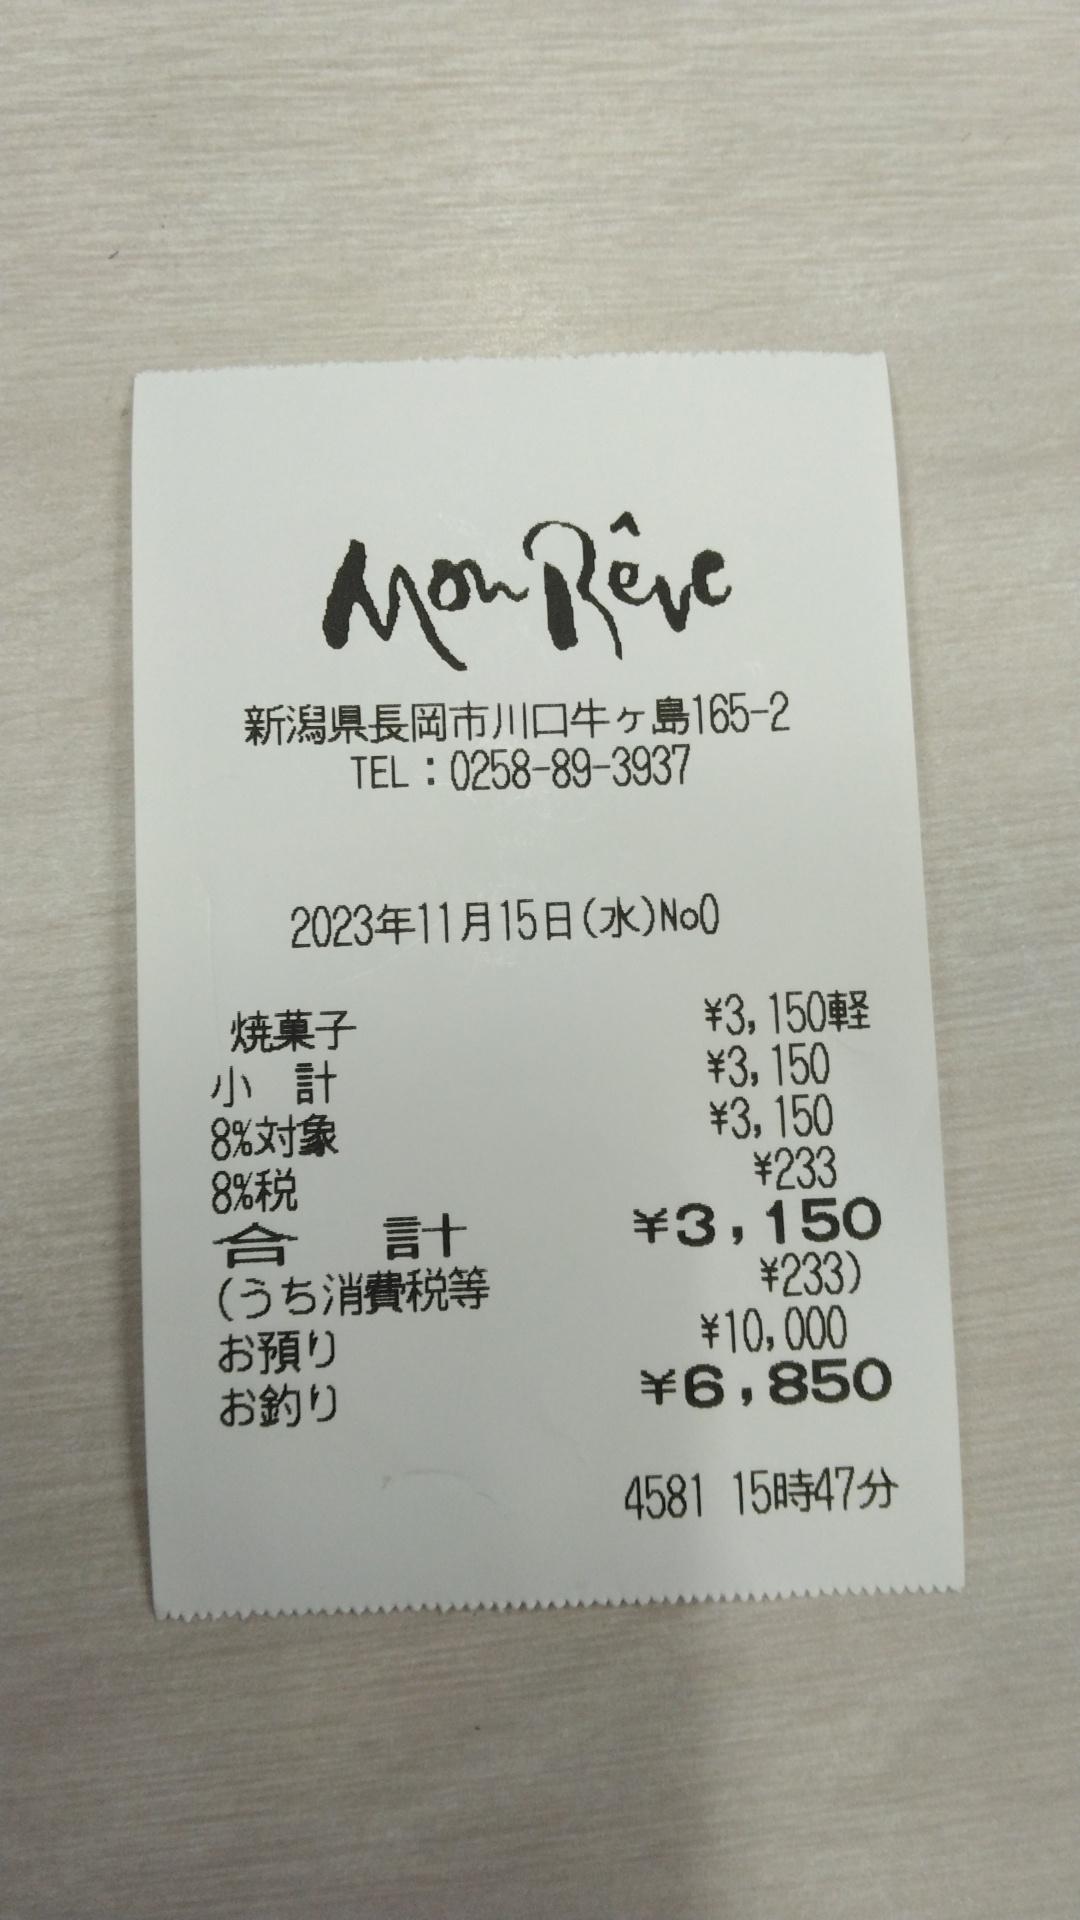 Mon Rêve
新潟県長岡市川口牛ヶ島165-2
TEL：0258-89-3937
2023年11月15日(水)No0
焼菓子 ¥3,150軽
小 計 ¥3,150
8%対象 ¥3,150
8%税 ¥233
合 計 ¥3,150
(うち消費税等 ¥233)
お預り ¥10,000
お釣り ¥6,850
4581 15時47分